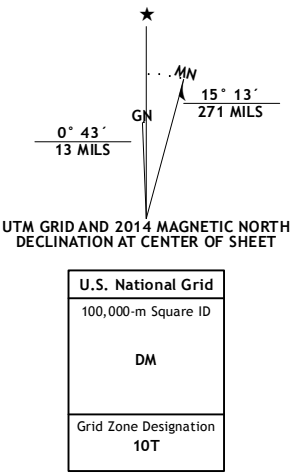 MN
15° 13´
271 MILS
GN
0° 43´
13 MILS
UTM GRID AND 2014 MAGNETIC NORTH
DECLINATION AT CENTER OF SHEET
U.S. National Grid
100,000-m Square ID
DM
Grid Zone Designation
10T